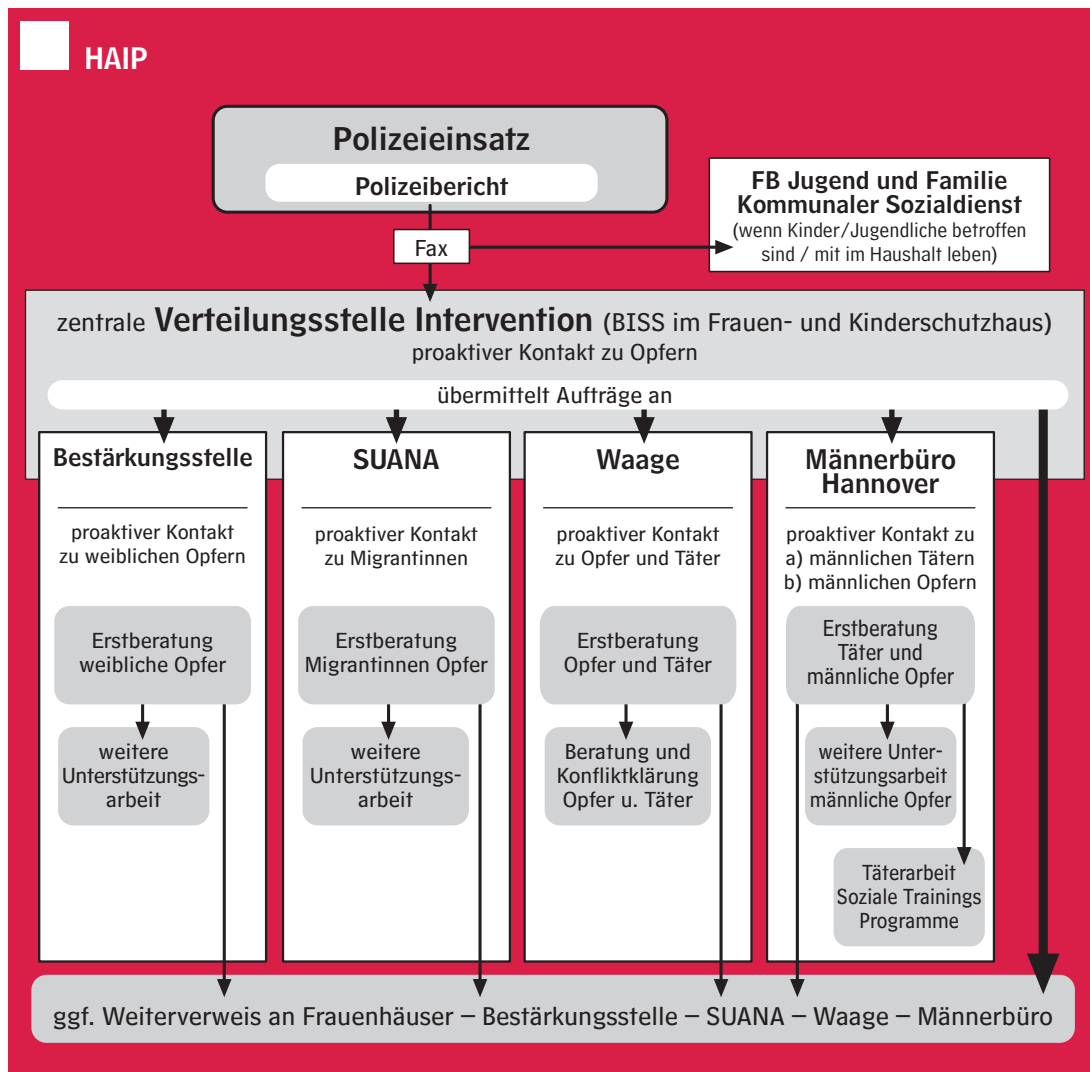 HAIP
Polizeieinsatz
Polizeibericht
FB Jugend und Familie
Kommunaler Sozialdienst
(wenn Kinder/Jugendliche betroffen
sind / mit im Haushalt leben)
Fax
zentrale Verteilungsstelle Intervention (BISS im Frauen- und Kinderschutzhaus)
proaktiver Kontakt zu Opfern
übermittelt Aufträge an
Bestärkungsstelle
proaktiver Kontakt
zu weiblichen Opfern
Erstberatung
weibliche Opfer
weitere
Unterstützungs-
arbeit
SUANA
proaktiver Kontakt
zu Migrantinnen
Erstberatung
Migrantinnen Opfer
weitere
Unterstützungs-
arbeit
Waage
proaktiver Kontakt
zu Opfer und Täter
Erstberatung
Opfer und Täter
Beratung und
Konfliktklärung
Opfer u. Täter
Männerbüro
Hannover
proaktiver Kontakt zu
a) männlichen Tätern
b) männlichen Opfern
Erstberatung
Täter und
männliche Opfer
weitere Unter-
stützungsarbeit
männliche Opfer
Täterarbeit
Soziale Trainings
Programme
ggf. Weiterverweis an Frauenhäuser – Bestärkungsstelle – SUANA – Waage – Männerbüro